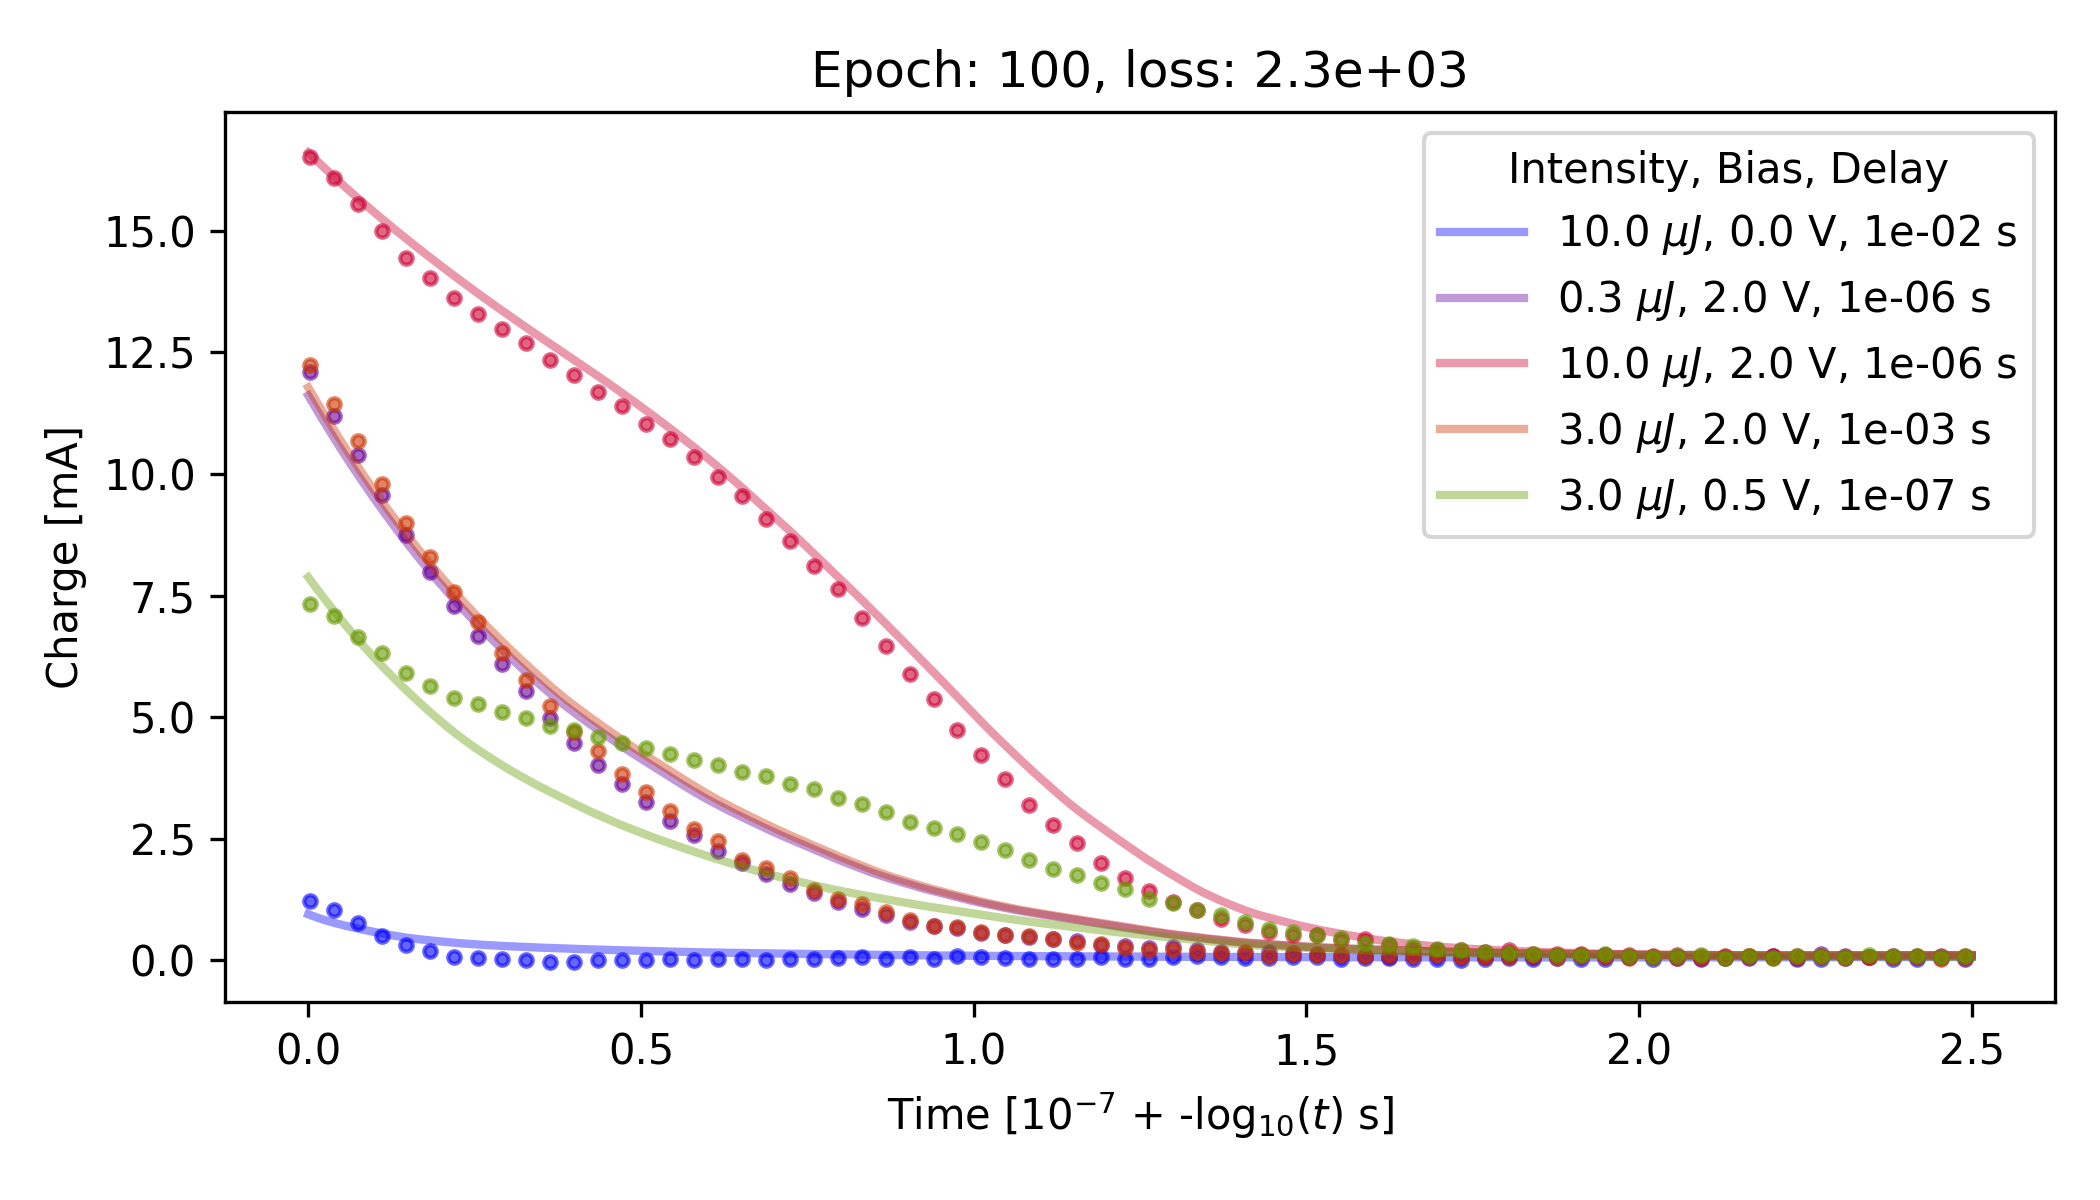 Epoch: 100, loss: 2.3e+03
Charge [mA]
15.0
12.5
10.0
7.5
5.0
2.5
0.0
Intensity, Bias, Delay
10.0 μJ, 0.0 V, 1e-02 s
0.3 μJ, 2.0 V, 1e-06 s
10.0 μJ, 2.0 V, 1e-06 s
3.0 μJ, 2.0 V, 1e-03 s
3.0 μJ, 0.5 V, 1e-07 s
0.0 0.5 1.0 1.5 2.0 2.5
Time [10⁻⁷ + -log₁₀(t) s]